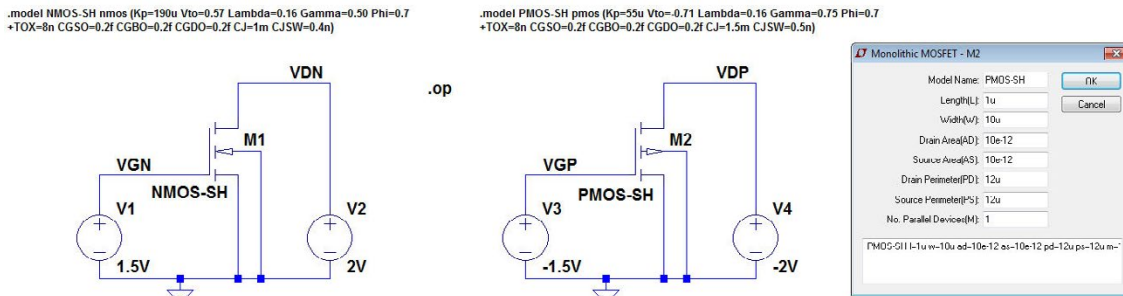 .model NMOS-SH nmos (Kp=190u Vto=0.57 Lambda=0.16 Gamma=0.50 Phi=0.7
+TOX=8n CGSO=0.2f CGBO=0.2f CGDO=0.2f CJ=1m CJSW=0.4n)
.model PMOS-SH pmos (Kp=55u Vto=-0.71 Lambda=0.16 Gamma=0.75 Phi=0.7
+TOX=8n CGSO=0.2f CGBO=0.2f CGDO=0.2f CJ=1.5m CJSW=0.5n)
VDN
M1
VGN
NMOS-SH
V1
V2
1.5V
2V
.op
VDP
M2
VGP
PMOS-SH
V3
V4
-1.5V
-2V
Monolithic MOSFET - M2
Model Name: PMOS-SH
OK
Length(L): 1u
Cancel
Width(W): 10u
Drain Area(AD): 10e-12
Source Area(AS): 10e-12
Drain Perimeter(PD): 12u
Source Perimeter(PS): 12u
No. Parallel Devices(M): 1
PMOS-SH l=1u w=10u ad=10e-12 as=10e-12 pd=12u ps=12u m=